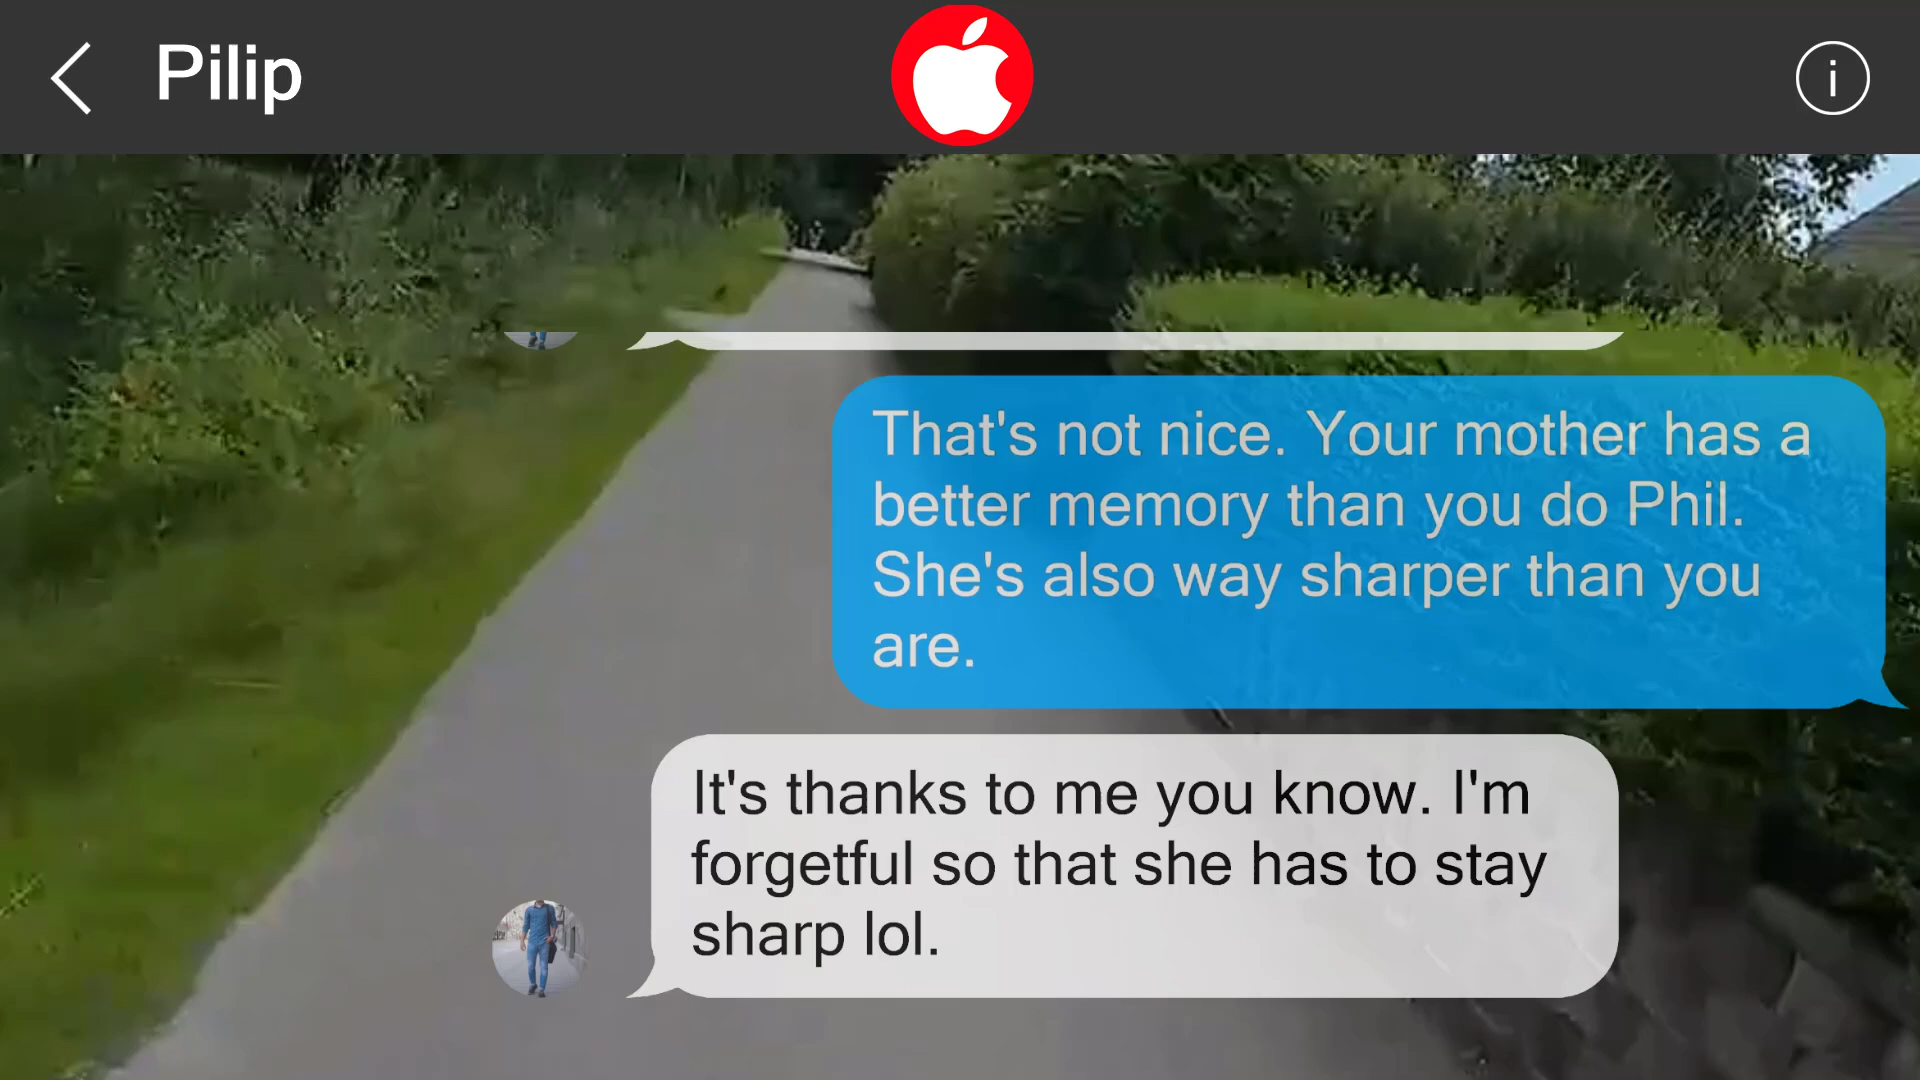 Pilip
That's not nice. Your mother has a
better memory than you do Phil.
She's also way sharper than you
are.
It's thanks to me you know. I'm
forgetful so that she has to stay
sharp lol.